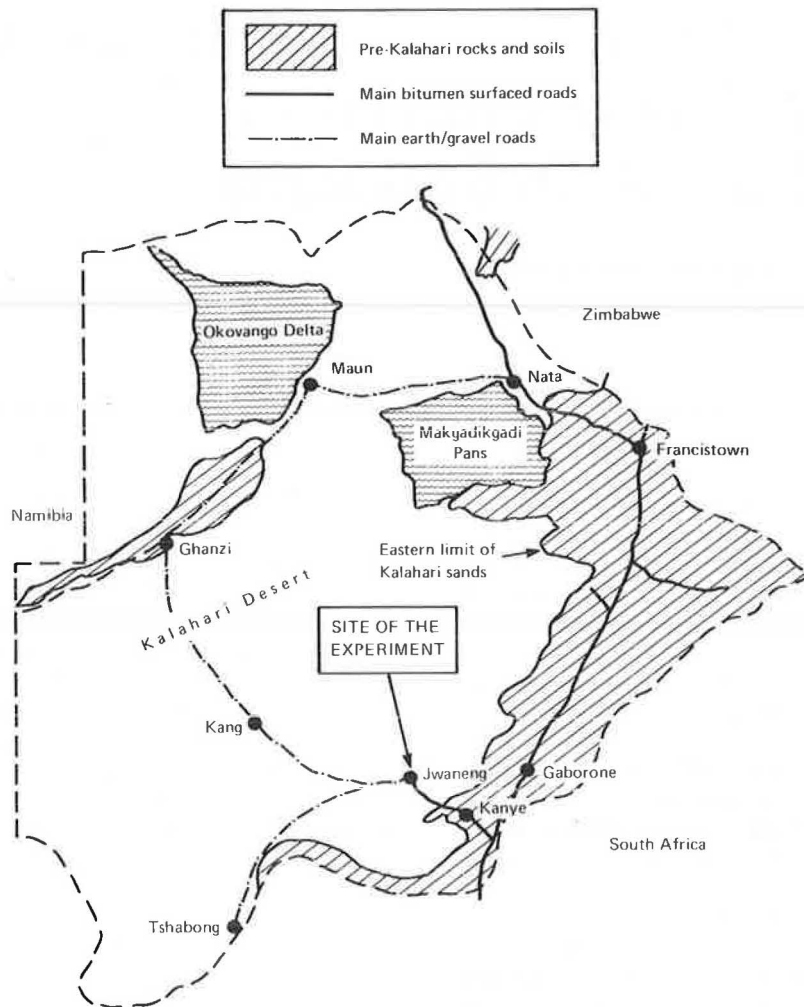 Pre-Kalahari rocks and soils
Main bitumen surfaced roads
Main earth/gravel roads
Zimbabwe
Okovango Delta
Maun
Nata
Makgadikgadi
Pans
Francistown
Namibia
Ghanzi
Eastern limit of
Kalahari sands
Kalahari Desert
SITE OF THE
EXPERIMENT
Kang
Jwaneng
Gaborone
Kanye
South Africa
Tshabong